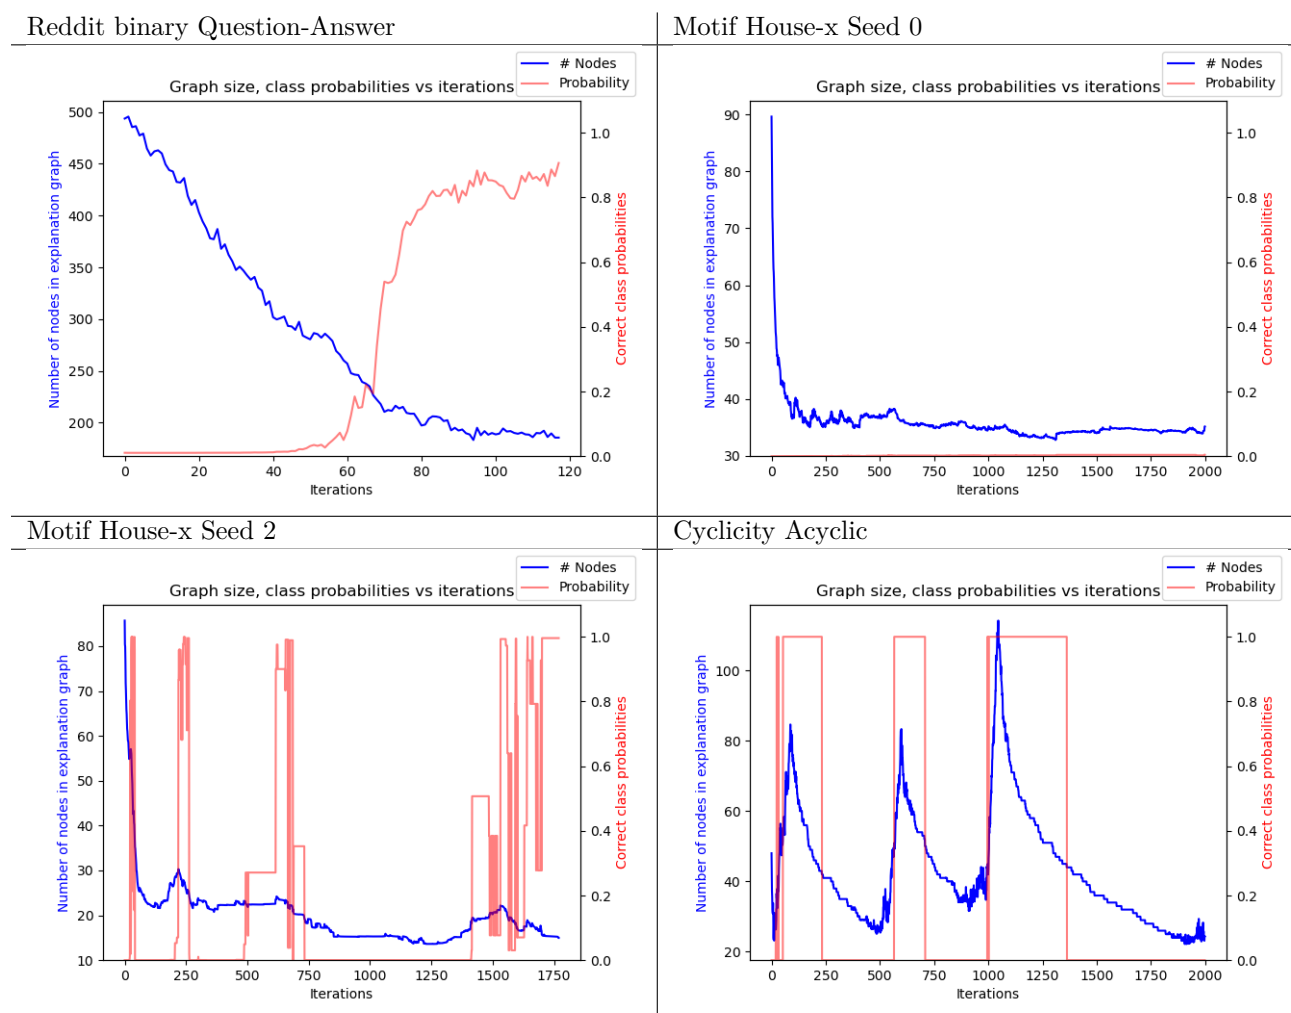 Reddit binary Question-Answer
# Nodes
Probability
Graph size, class probabilities vs iterations
Number of nodes in explanation graph
500
450
400
350
300
250
200
1.0
0.8
0.6
0.4
0.2
0.0
Correct class probabilities
0 20 40 60 80 100 120
Iterations
Motif House-x Seed 0
# Nodes
Probability
Graph size, class probabilities vs iterations
Number of nodes in explanation graph
90
80
70
60
50
40
30
1.0
0.8
0.6
0.4
0.2
0.0
Correct class probabilities
0 250 500 750 1000 1250 1500 1750 2000
Iterations
Motif House-x Seed 2
# Nodes
Probability
Graph size, class probabilities vs iterations
Number of nodes in explanation graph
80
70
60
50
40
30
20
10
1.0
0.8
0.6
0.4
0.2
0.0
Correct class probabilities
0 250 500 750 1000 1250 1500 1750
Iterations
Cyclicity Acyclic
# Nodes
Probability
Graph size, class probabilities vs iterations
Number of nodes in explanation graph
100
80
60
40
20
1.0
0.8
0.6
0.4
0.2
0.0
Correct class probabilities
0 250 500 750 1000 1250 1500 1750 2000
Iterations